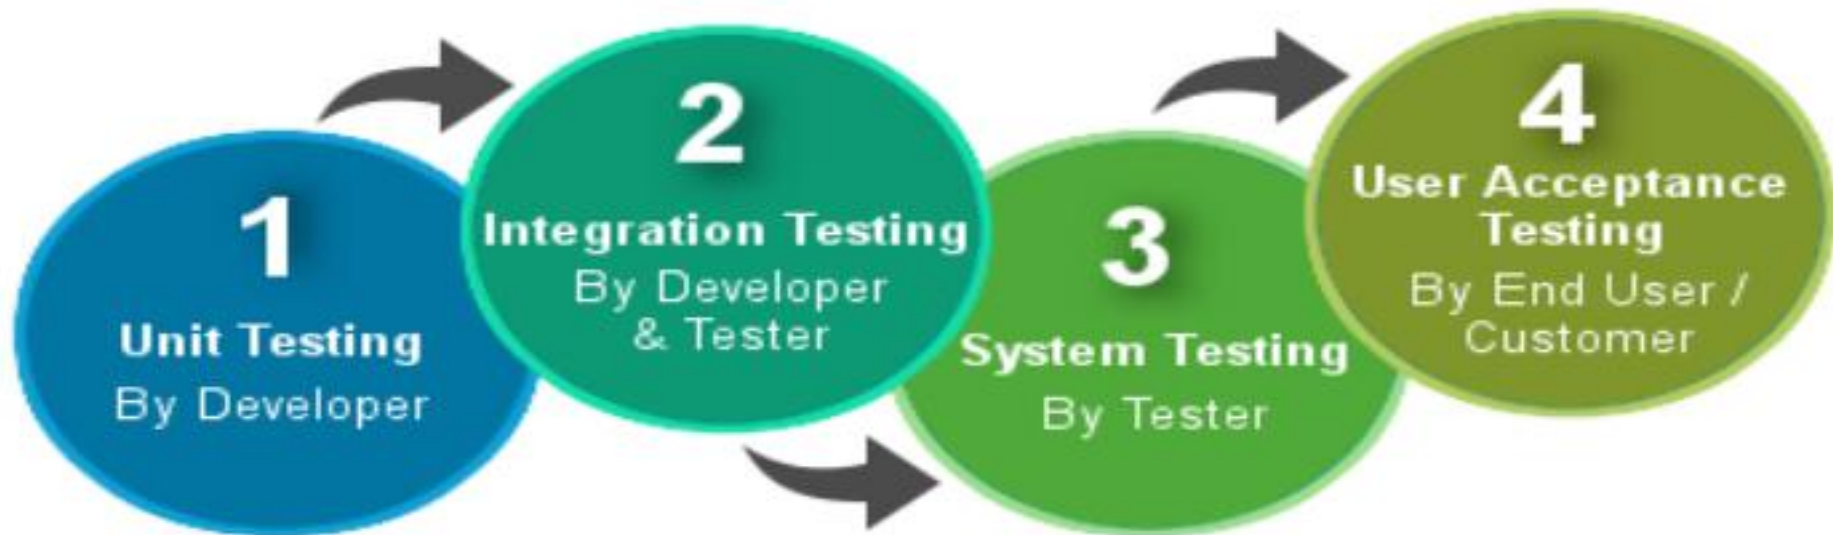 1
Unit Testing
By Developer
2
Integration Testing
By Developer
& Tester
3
System Testing
By Tester
4
User Acceptance
Testing
By End User /
Customer